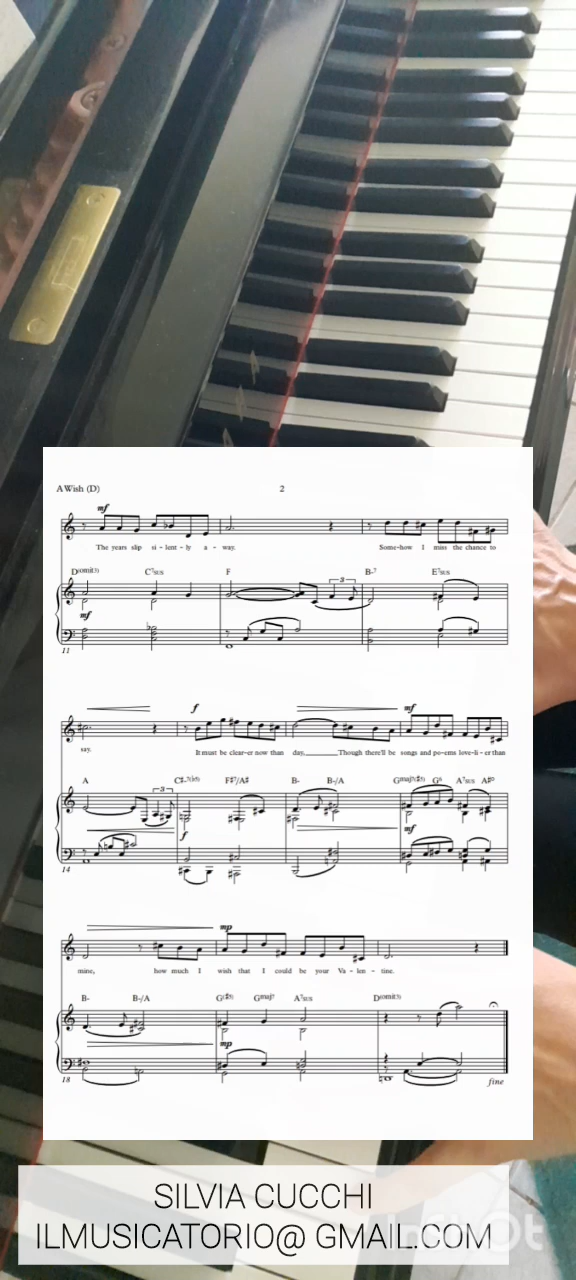 A Wish (D)
2
mf
The years slip si - lent - ly a - way. Some-how I miss the chance to
D(omit3) C7sus F B-7 E7sus
mf
3
11
f mf
say. It must be clear-er now than day, Though there'll be songs and po-ems love-li-er than
A C♯-7(♭5) F♯7/A♯ B- B-/A Gmaj7(♯5) G6 A7sus A♯o
3
f mf
14
mp
mine, how much I wish that I could be your Va - len - tine.
B- B-/A G(♯5) Gmaj7 A7sus D(omit3)
mp
18
fine
SILVIA CUCCHI
ILMUSICATORIO@ GMAIL.COM
InShot